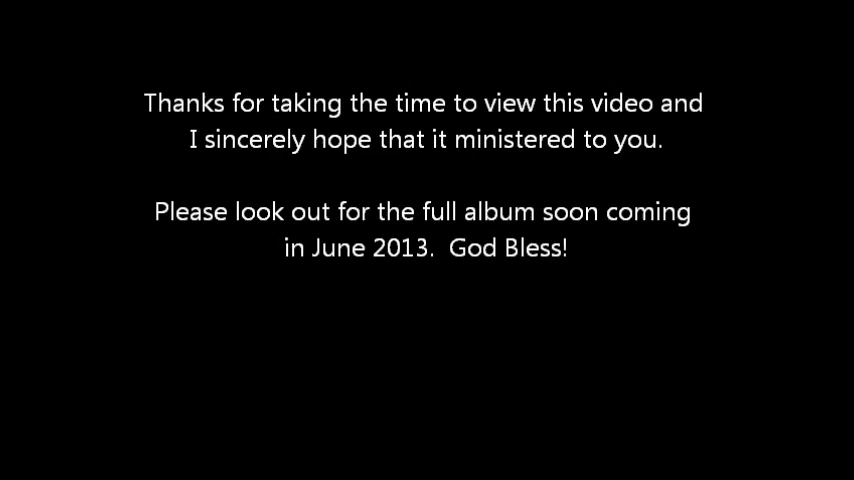 Thanks for taking the time to view this video and
I sincerely hope that it ministered to you.
Please look out for the full album soon coming
in June 2013.  God Bless!